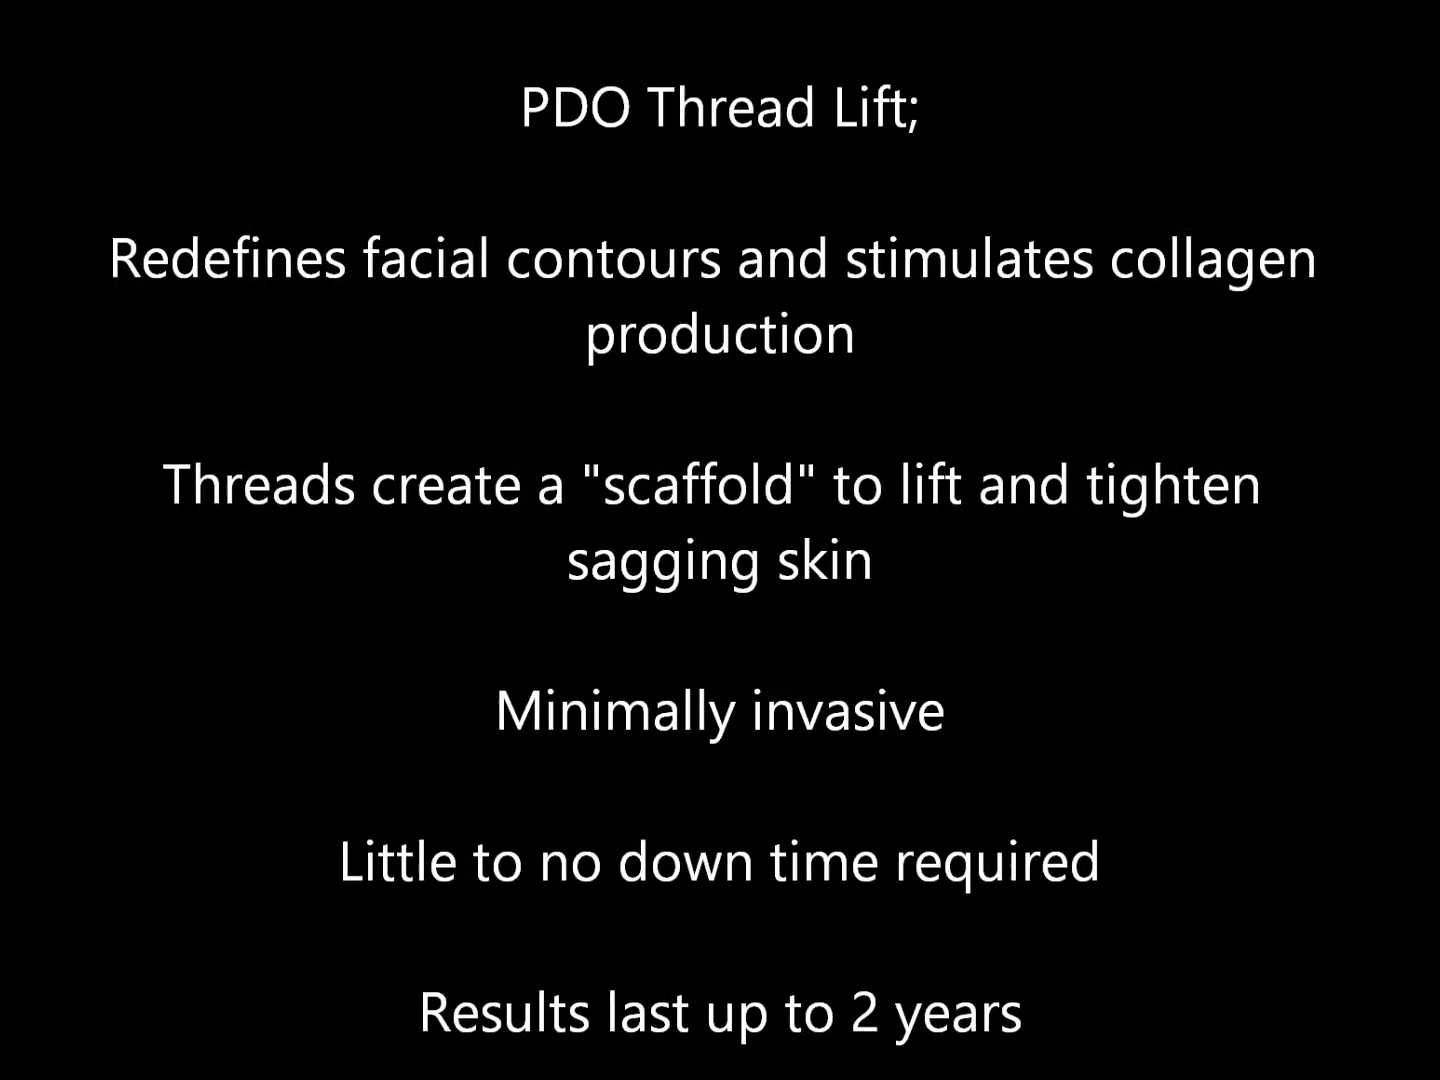 PDO Thread Lift;
Redefines facial contours and stimulates collagen
production
Threads create a "scaffold" to lift and tighten
sagging skin
Minimally invasive
Little to no down time required
Results last up to 2 years